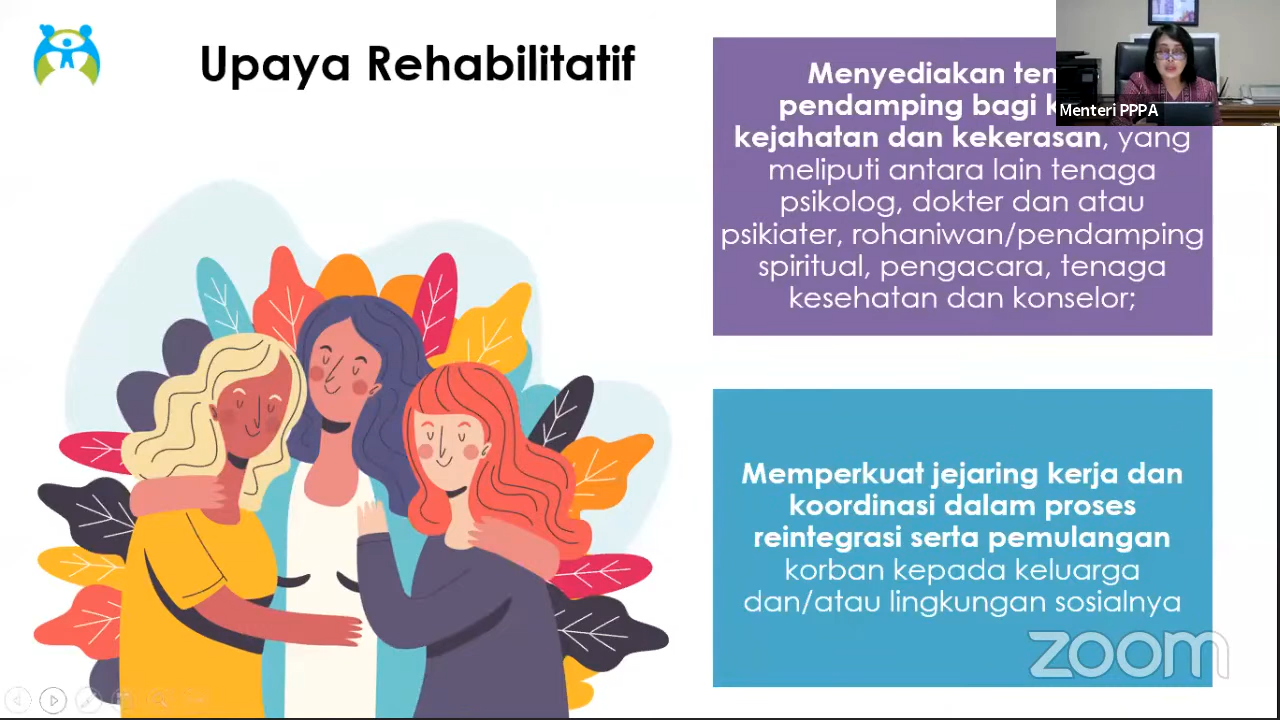 Upaya Rehabilitatif
Menyediakan
pendamping bagi
kejahatan dan kekerasan, yang
meliputi antara lain tenaga
psikolog, dokter dan atau
psikiater, rohaniwan/pendamping
spiritual, pengacara, tenaga
kesehatan dan konselor;
Menteri PPPA
Memperkuat jejaring kerja dan
koordinasi dalam proses
reintegrasi serta pemulangan
korban kepada keluarga
dan/atau lingkungan sosialnya
zoom